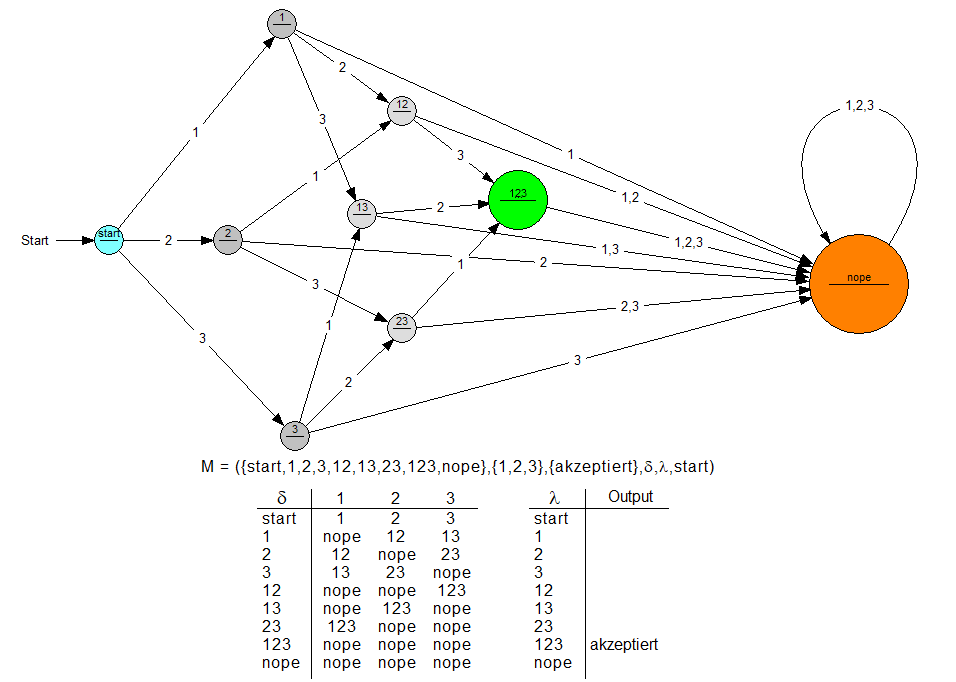 1
2
12
1
3
1
3
1,2
123
1
13
2
start
Start
2
2
1,2,3
1,3
1,2,3
nope
1
2
3
23
2,3
1
3
2
3
3
M = ({start,1,2,3,12,13,23,123,nope},{1,2,3},{akzeptiert},δ,λ,start)
δ 1 2 3
start 1 2 3
1 nope 12 13
2 12 nope 23
3 13 23 nope
12 nope nope 123
13 nope 123 nope
23 123 nope nope
123 nope nope nope
nope nope nope nope
λ Output
start
1
2
3
12
13
23
123 akzeptiert
nope